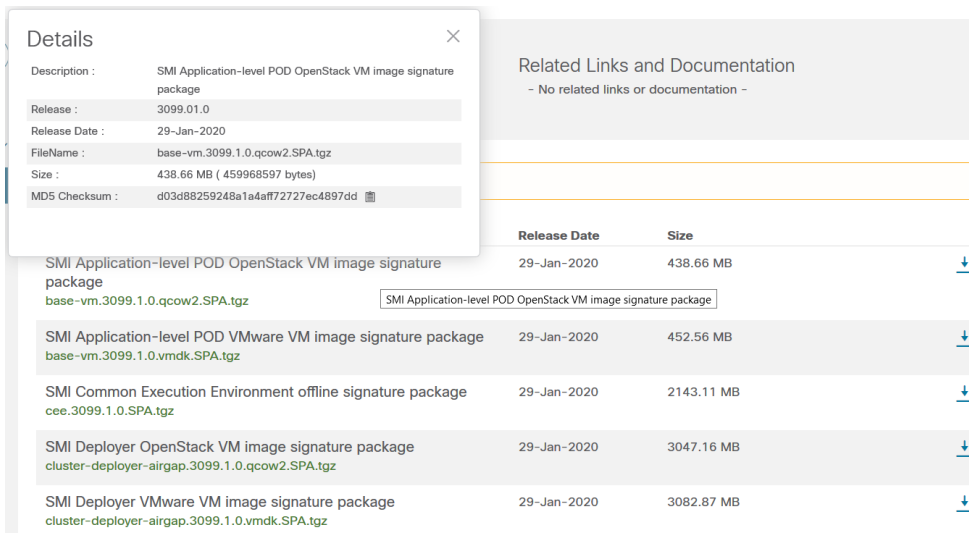 Details
Description :
SMI Application-level POD OpenStack VM image signature
package
Release :
3099.01.0
Release Date :
29-Jan-2020
FileName :
base-vm.3099.1.0.qcow2.SPA.tgz
Size :
438.66 MB ( 459968597 bytes)
MD5 Checksum :
d03d88259248a1a4aff72727ec4897dd
Related Links and Documentation
- No related links or documentation -
Release Date
Size
SMI Application-level POD OpenStack VM image signature
package
base-vm.3099.1.0.qcow2.SPA.tgz
29-Jan-2020
438.66 MB
SMI Application-level POD OpenStack VM image signature package
SMI Application-level POD VMware VM image signature package
base-vm.3099.1.0.vmdk.SPA.tgz
29-Jan-2020
452.56 MB
SMI Common Execution Environment offline signature package
cee.3099.1.0.SPA.tgz
29-Jan-2020
2143.11 MB
SMI Deployer OpenStack VM image signature package
cluster-deployer-airgap.3099.1.0.qcow2.SPA.tgz
29-Jan-2020
3047.16 MB
SMI Deployer VMware VM image signature package
cluster-deployer-airgap.3099.1.0.vmdk.SPA.tgz
29-Jan-2020
3082.87 MB